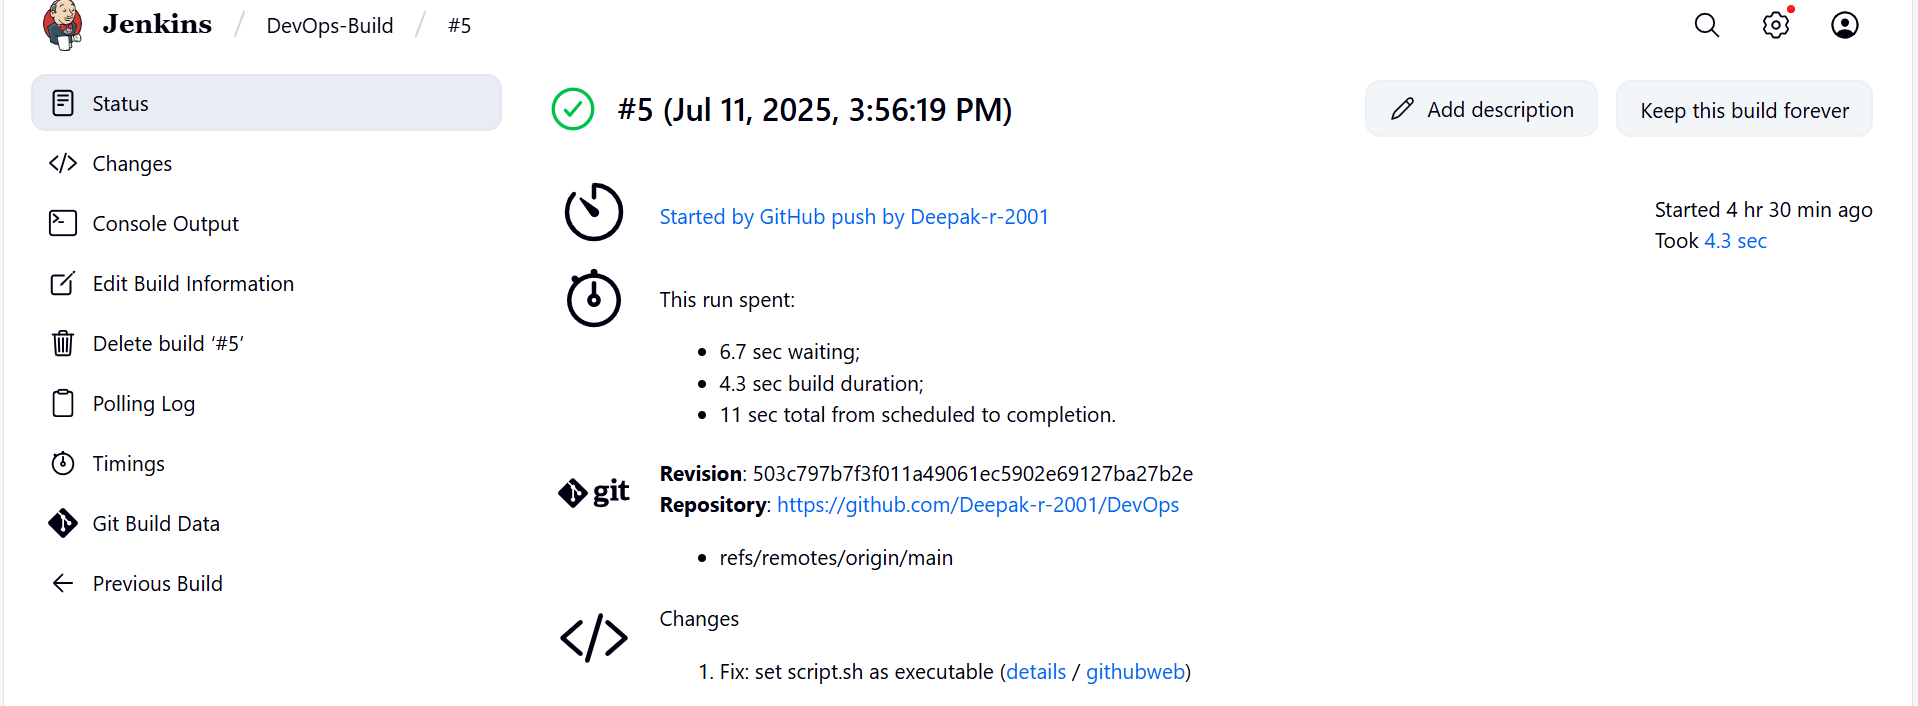 Jenkins / DevOps-Build / #5
Status
Changes
Console Output
Edit Build Information
Delete build ‘#5’
Polling Log
Timings
Git Build Data
Previous Build
#5 (Jul 11, 2025, 3:56:19 PM)
Add description
Keep this build forever
Started by GitHub push by Deepak-r-2001
Started 4 hr 30 min ago
Took 4.3 sec
This run spent:
• 6.7 sec waiting;
• 4.3 sec build duration;
• 11 sec total from scheduled to completion.
git
Revision: 503c797b7f3f011a49061ec5902e69127ba27b2e
Repository: https://github.com/Deepak-r-2001/DevOps
• refs/remotes/origin/main
Changes
1. Fix: set script.sh as executable (details / githubweb)